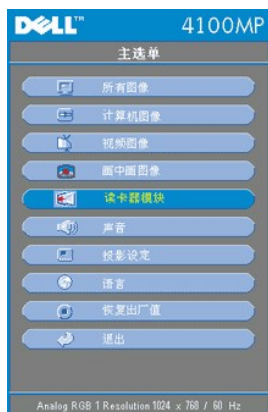 DELL™ 4100MP
主选单
所有图像
计算机图像
视频图像
画中画图像
读卡器模块
声音
投影设定
语言
恢复出厂值
退出
Analog RGB 1 Resolution 1024 x 768 / 60 Hz